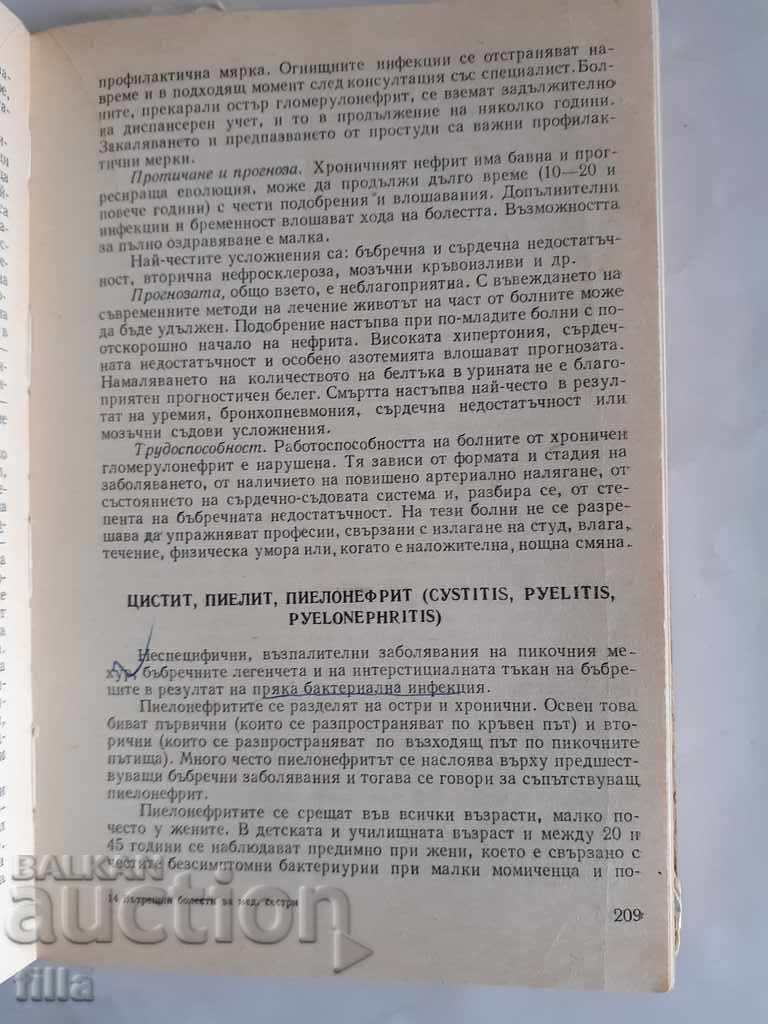 профилактична мярка. Огнищните инфекции се отстраняват на-
време и в подходящ момент след консултация със специалист. Бол-
ните, прекарали остър гломерулонефрит, се вземат задължително
на диспансерен учет, и то в продължение на няколко години.
Закаляването и предпазването от простуди са важни профилак-
тични мерки.
Протичане и прогноза. Хроничният нефрит има бавна и прог-
ресираща еволюция, може да продължи дълго време (10—20 и
повече години) с чести подобрения и влошавания. Допълнителни
инфекции и бременност влошават хода на болестта. Възможността
за пълно оздравяване е малка.
Най-честите усложнения са: бъбречна и сърдечна недостатъч-
ност, вторична нефросклероза, мозъчни кръвоизливи и др.
Прогнозата, общо взето, е неблагоприятна. С въвеждането на
съвременните методи на лечение животът на част от болните може
да бъде удължен. Подобрение настъпва при по-младите болни с по-
отскорошно начало на нефрита. Високата хипертония, сърдеч-
ната недостатъчност и особено азотемията влошават прогнозата.
Намаляването на количеството на белтъка в урината не е благо-
приятен прогностичен белег. Смъртта настъпва най-често в резул-
тат на уремия, бронхопневмония, сърдечна недостатъчност или
мозъчни съдови усложнения.
Трудоспособност. Работоспособността на болните от хроничен
гломерулонефрит е нарушена. Тя зависи от формата и стадия на
заболяването, от наличието на повишено артериално налягане, от
състоянието на сърдечно-съдовата система и, разбира се, от сте-
пента на бъбречната недостатъчност. На тези болни не се разре-
шава да упражняват професии, свързани с излагане на студ, влага,
течение, физическа умора или, когато е наложителна, нощна смяна.
ЦИСТИТ, ПИЕЛИТ, ПИЕЛОНЕФРИТ (CYSTITIS, PYELITIS,
PYELONEPHRITIS)
Неспецифични, възпалителни заболявания на пикочния ме-
хур, бъбречните легенчета и на интерстициалната тъкан на бъбре-
ците в резултат на пряка бактериална инфекция.
Пиелонефритите се разделят на остри и хронични. Освен това
биват първични (които се разпространяват по кръвен път) и вто-
рични (които се разпространяват по възходящ път по пикочните
пътища). Много често пиелонефритът се наслоява върху предшест-
вуващи бъбречни заболявания и тогава се говори за съпътствуващ
пиелонефрит.
Пиелонефритите се срещат във всички възрасти, малко по-
често у жените. В детската и училищната възраст и между 20 и
45 години се наблюдават предимно при жени, което е свързано с
честите безсимптомни бактериурии при малки момиченца и по-
14 Вътрешни болести за мед. сестри
209
BALKAN
auction
filla